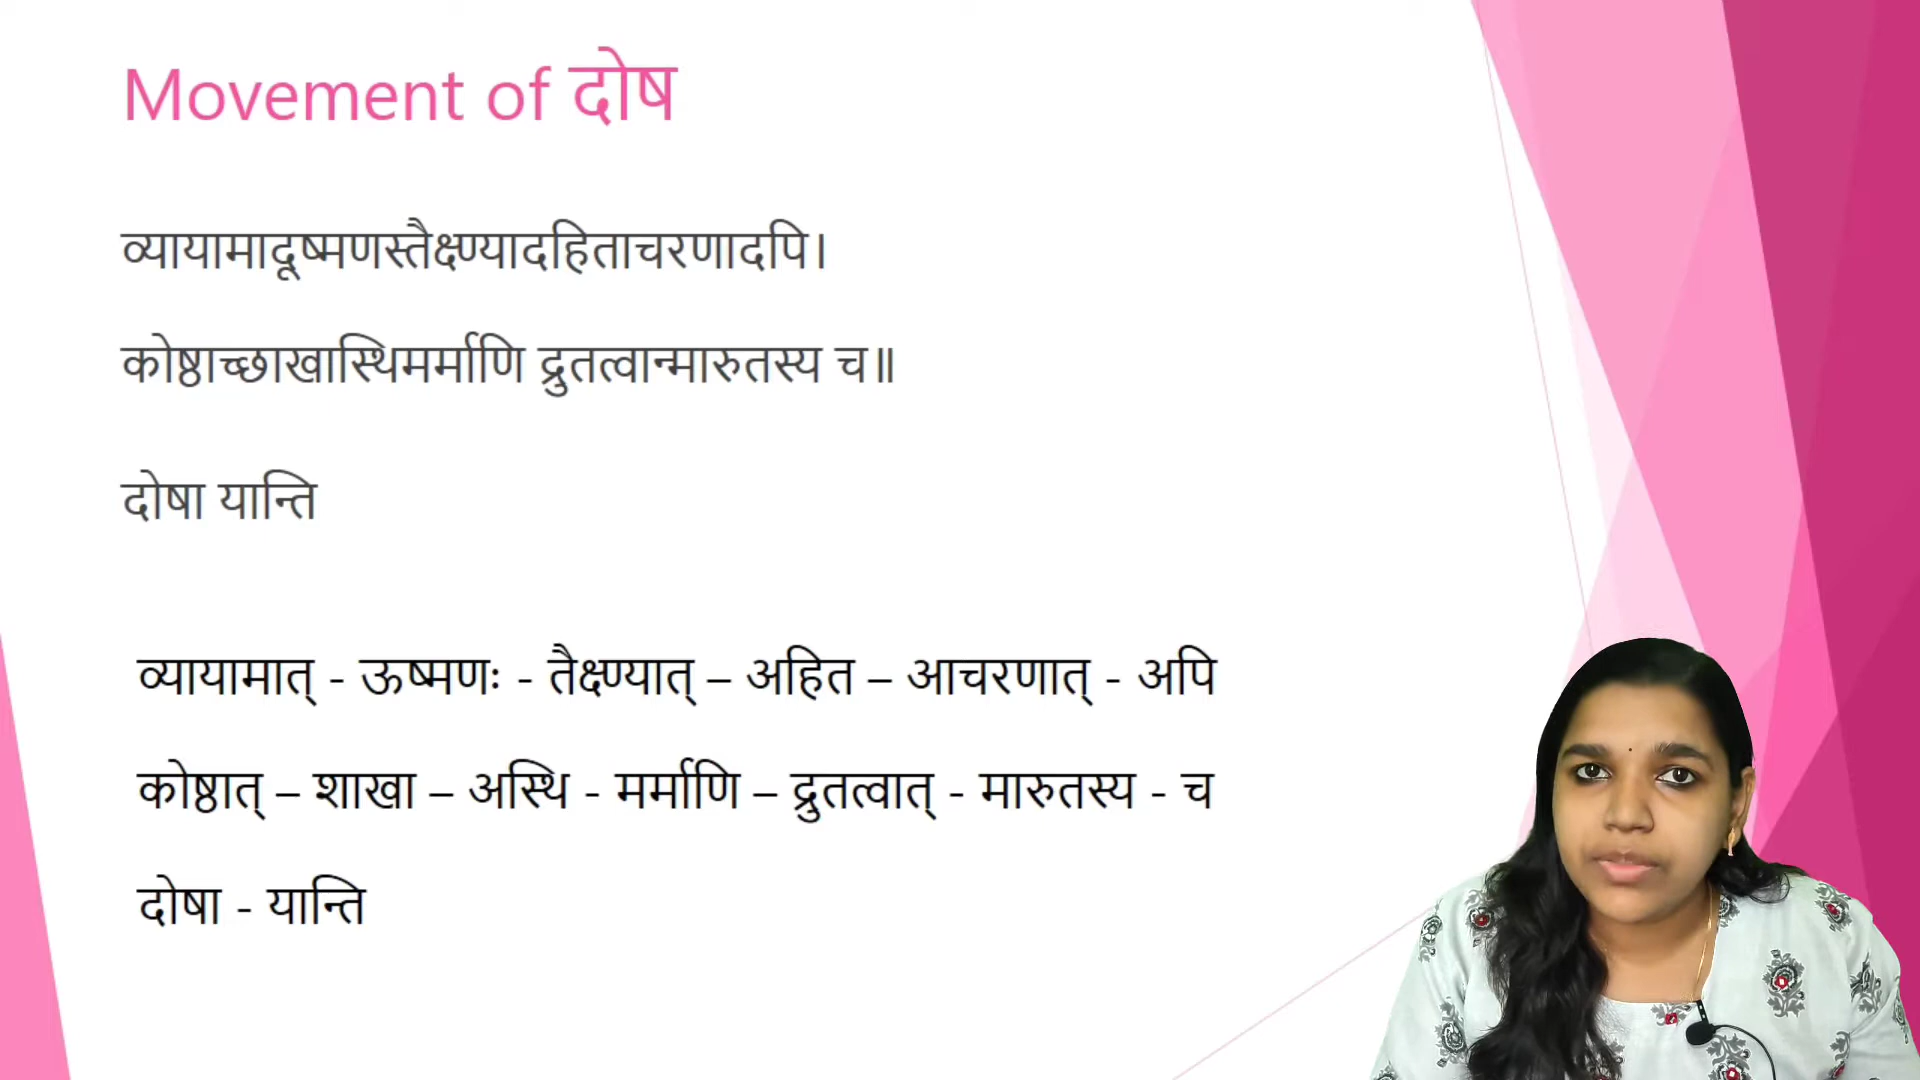 Movement of दोष
व्यायामादूष्मणस्तैक्ष्ण्यादहिताचरणादपि।
कोष्ठाच्छाखास्थिमर्माणि द्रुतत्वान्मारुतस्य च॥
दोषा यान्ति
व्यायामात् - ऊष्मणः - तैक्ष्ण्यात् – अहित – आचरणात् - अपि
कोष्ठात् – शाखा – अस्थि - मर्माणि – द्रुतत्वात् - मारुतस्य - च
दोषा - यान्ति